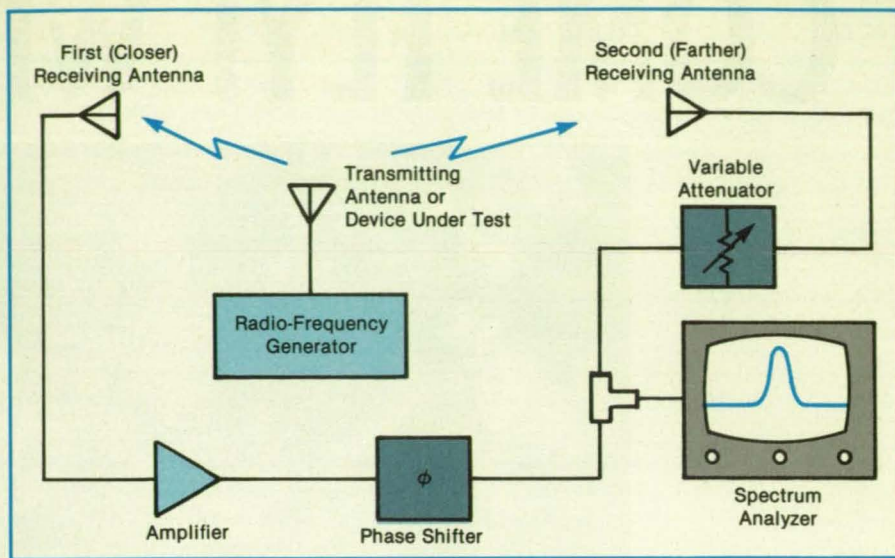 First (Closer)
Receiving Antenna
Second (Farther)
Receiving Antenna
Transmitting
Antenna or
Device Under Test
Variable
Attenuator
Radio-Frequency
Generator
ϕ
Amplifier
Phase Shifter
Spectrum
Analyzer